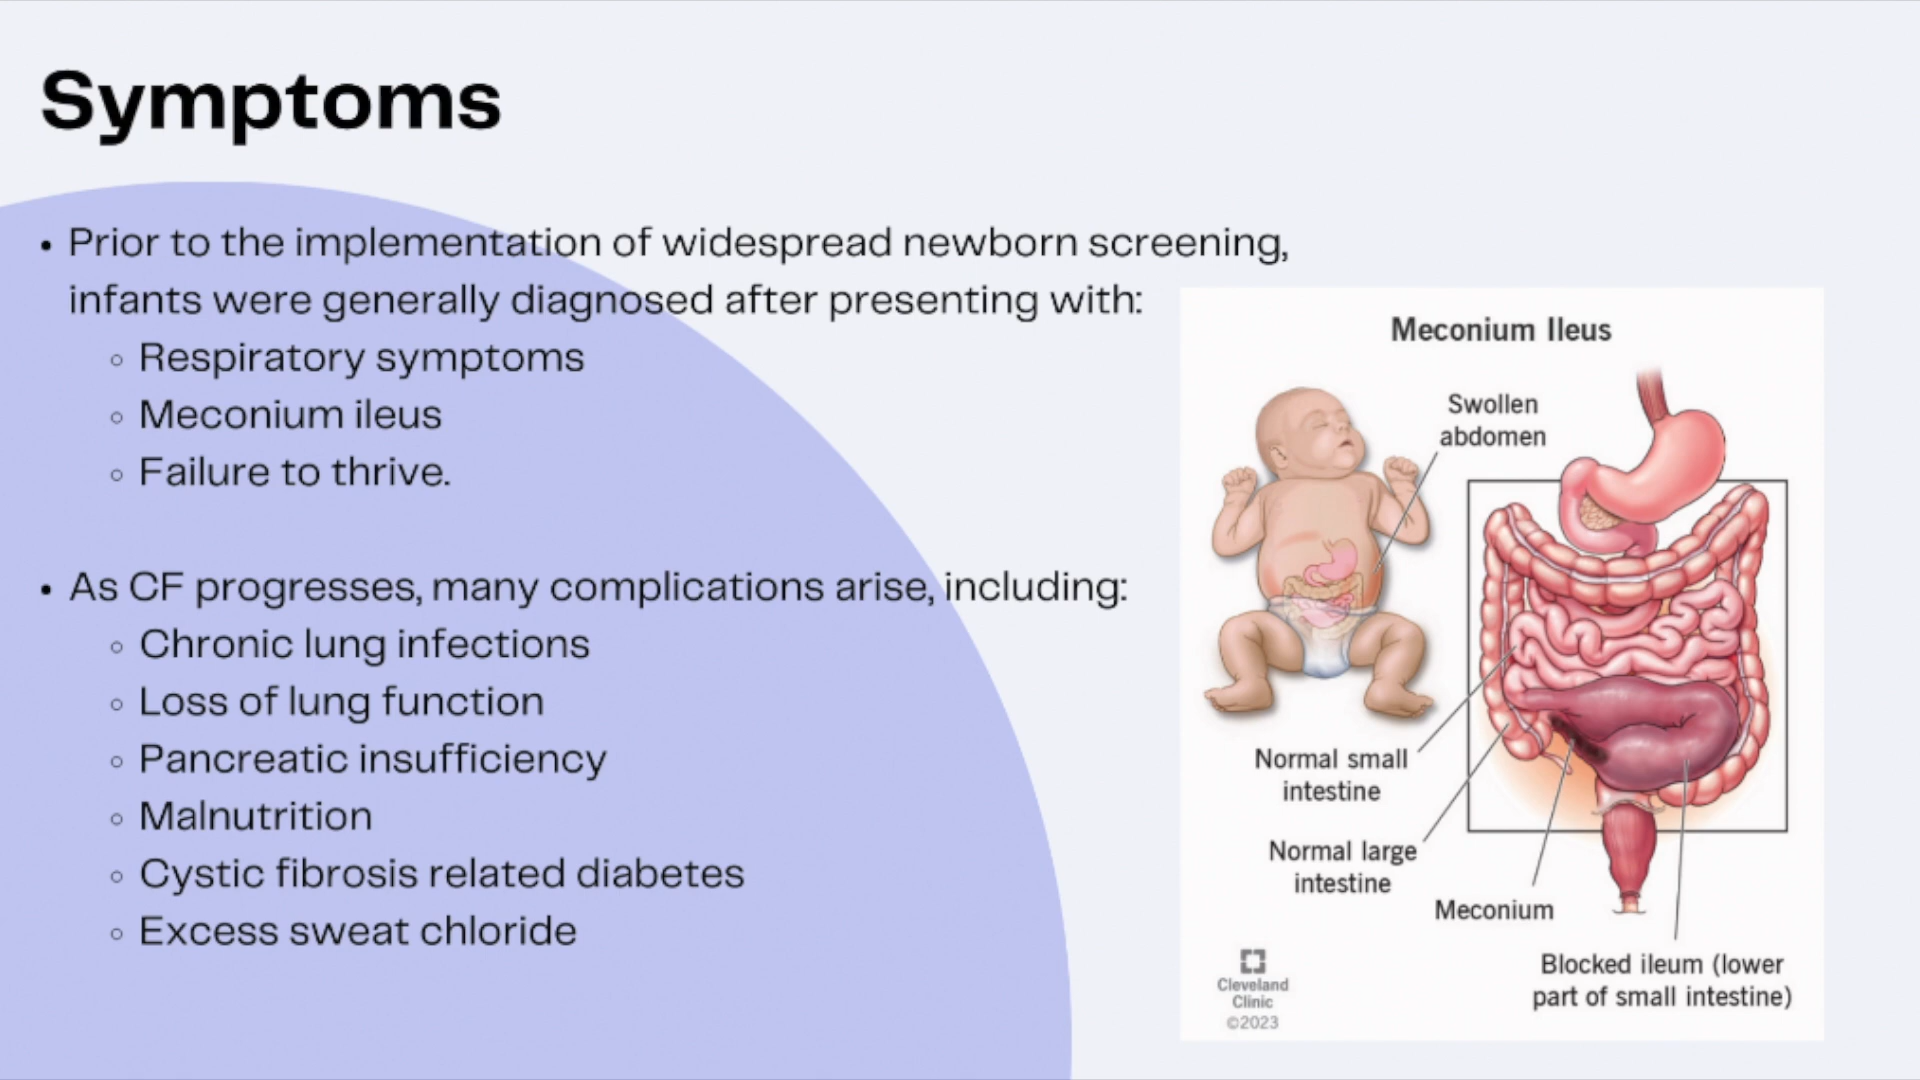 Symptoms
• Prior to the implementation of widespread newborn screening,
infants were generally diagnosed after presenting with:
◦ Respiratory symptoms
◦ Meconium ileus
◦ Failure to thrive.
• As CF progresses, many complications arise, including:
◦ Chronic lung infections
◦ Loss of lung function
◦ Pancreatic insufficiency
◦ Malnutrition
◦ Cystic fibrosis related diabetes
◦ Excess sweat chloride
Meconium Ileus
Swollen
abdomen
Normal small
intestine
Normal large
intestine
Meconium
Blocked ileum (lower
part of small intestine)
Cleveland
Clinic
©2023